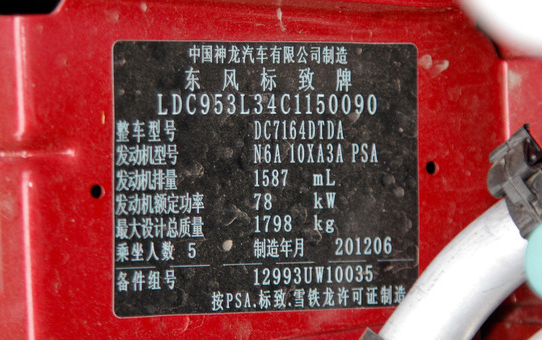 中国神龙汽车有限公司制造
东风标致牌
LDC953L34C1150090
整车型号 DC7164DTDA
发动机型号 N6A 10XA3A PSA
发动机排量 1587 mL
发动机额定功率 78 kW
最大设计总质量 1798 kg
乘坐人数 5 制造年月 201206
备件组号 12993UW10035
按PSA.标致.雪铁龙许可证制造